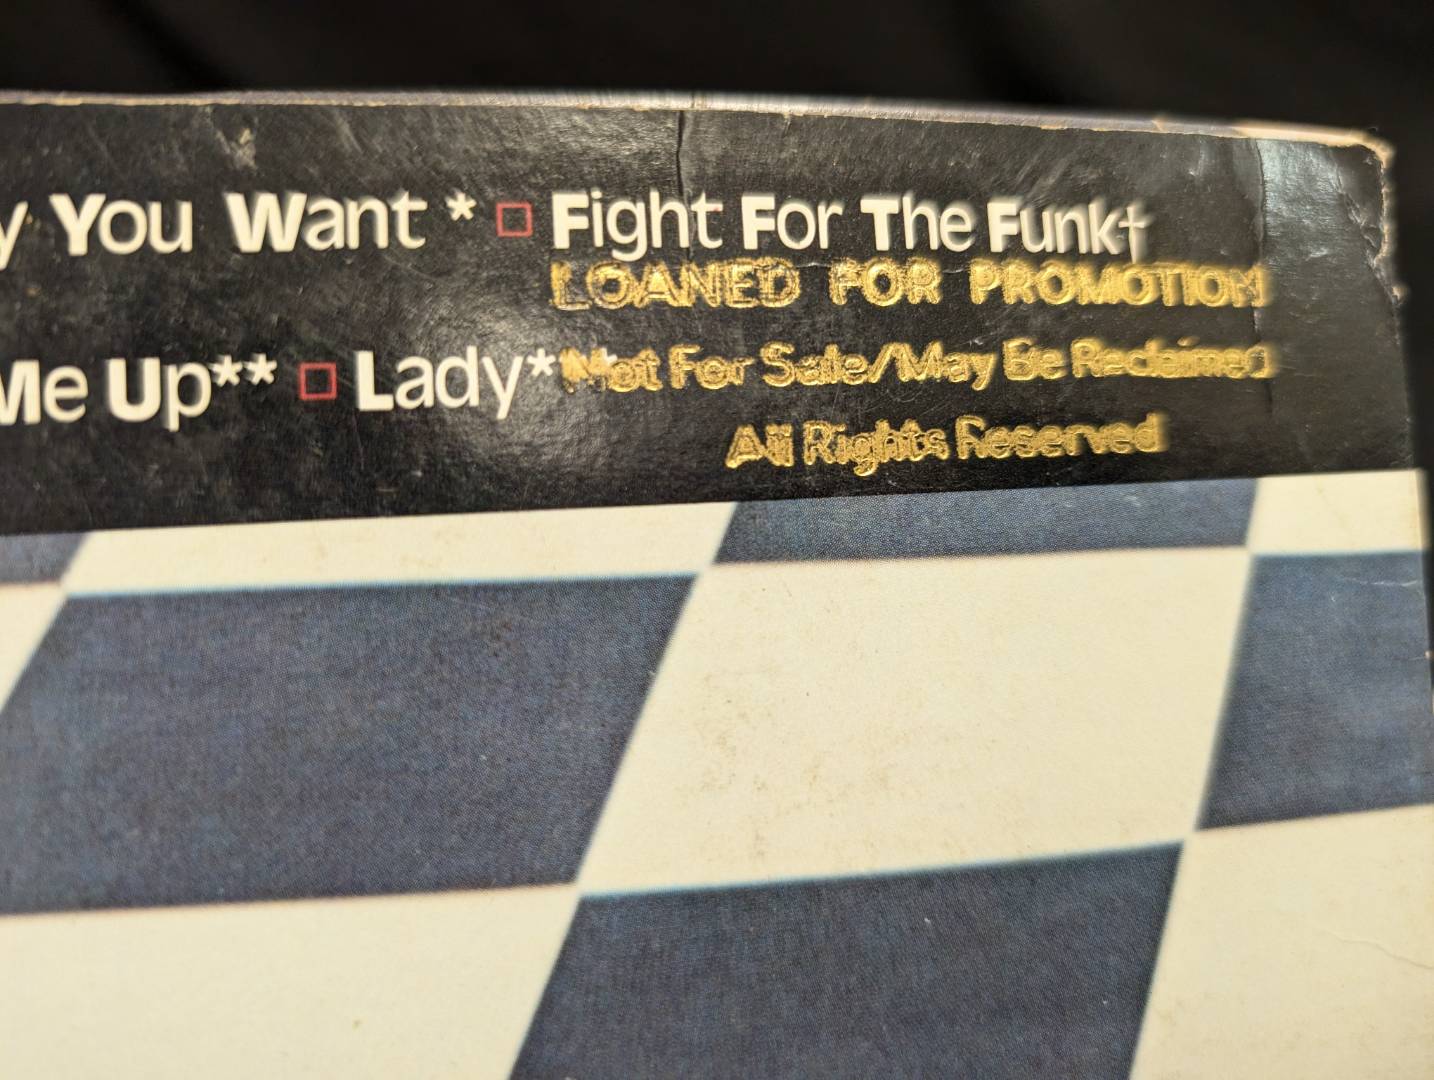 y You Want * □ Fight For The Funk†
LOANED FOR PROMOTION
Me Up** □ Lady*
Not For Sale/May Be Reclaimed
All Rights Reserved